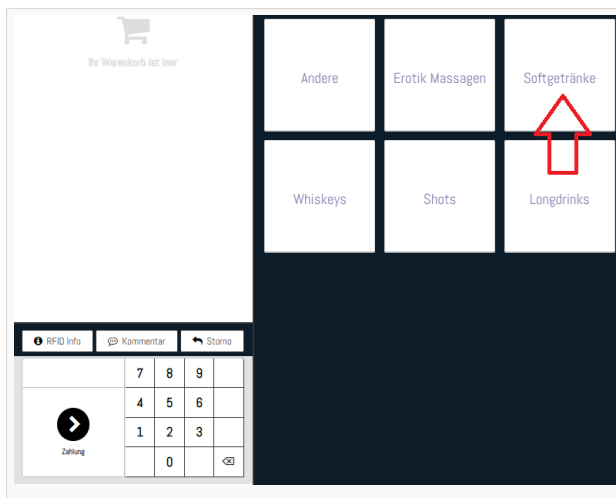 Ihr Warenkorb ist leer
Andere
Erotik Massagen
Softgetränke
Whiskeys
Shots
Longdrinks
RFID Info
Kommentar
Storno
7 8 9
4 5 6
1 2 3
0
Zahlung